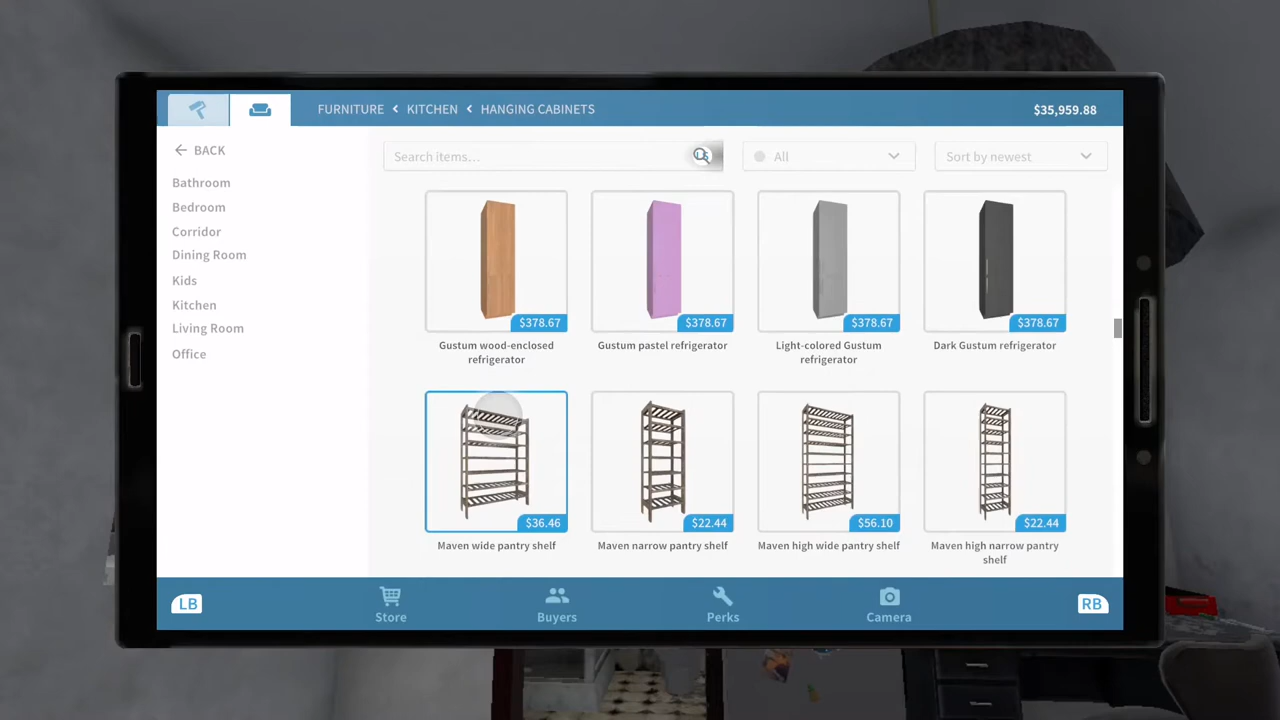 FURNITURE < KITCHEN < HANGING CABINETS
$35,959.88
BACK
Bathroom
Bedroom
Corridor
Dining Room
Kids
Kitchen
Living Room
Office
Search items...
LS
All
Sort by newest
$378.67
Gustum wood-enclosed
refrigerator
$378.67
Gustum pastel refrigerator
$378.67
Light-colored Gustum
refrigerator
$378.67
Dark Gustum refrigerator
$36.46
Maven wide pantry shelf
$22.44
Maven narrow pantry shelf
$56.10
Maven high wide pantry shelf
$22.44
Maven high narrow pantry
shelf
LB
Store
Buyers
Perks
Camera
RB